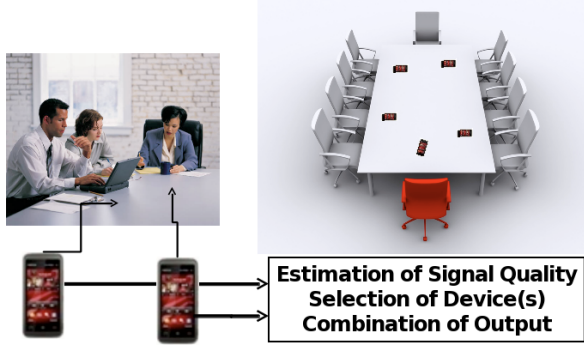 Estimation of Signal Quality
Selection of Device(s)
Combination of Output